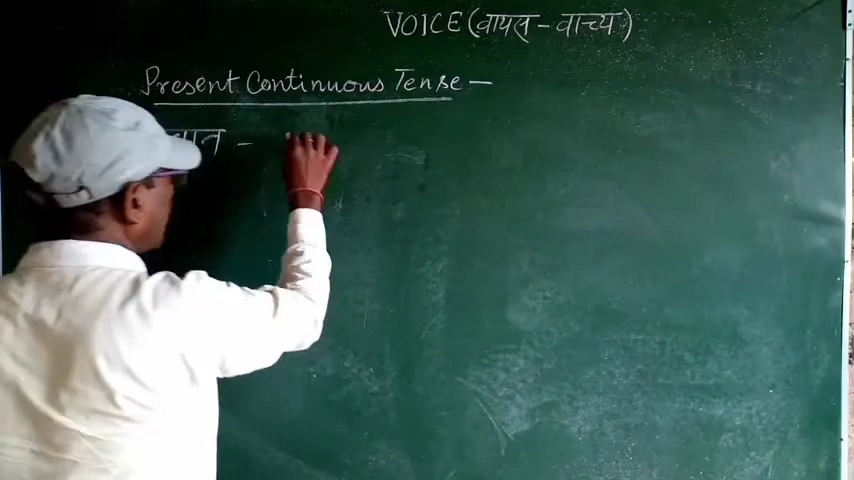 VOICE (वायस - वाच्य)
Present Continuous Tense —